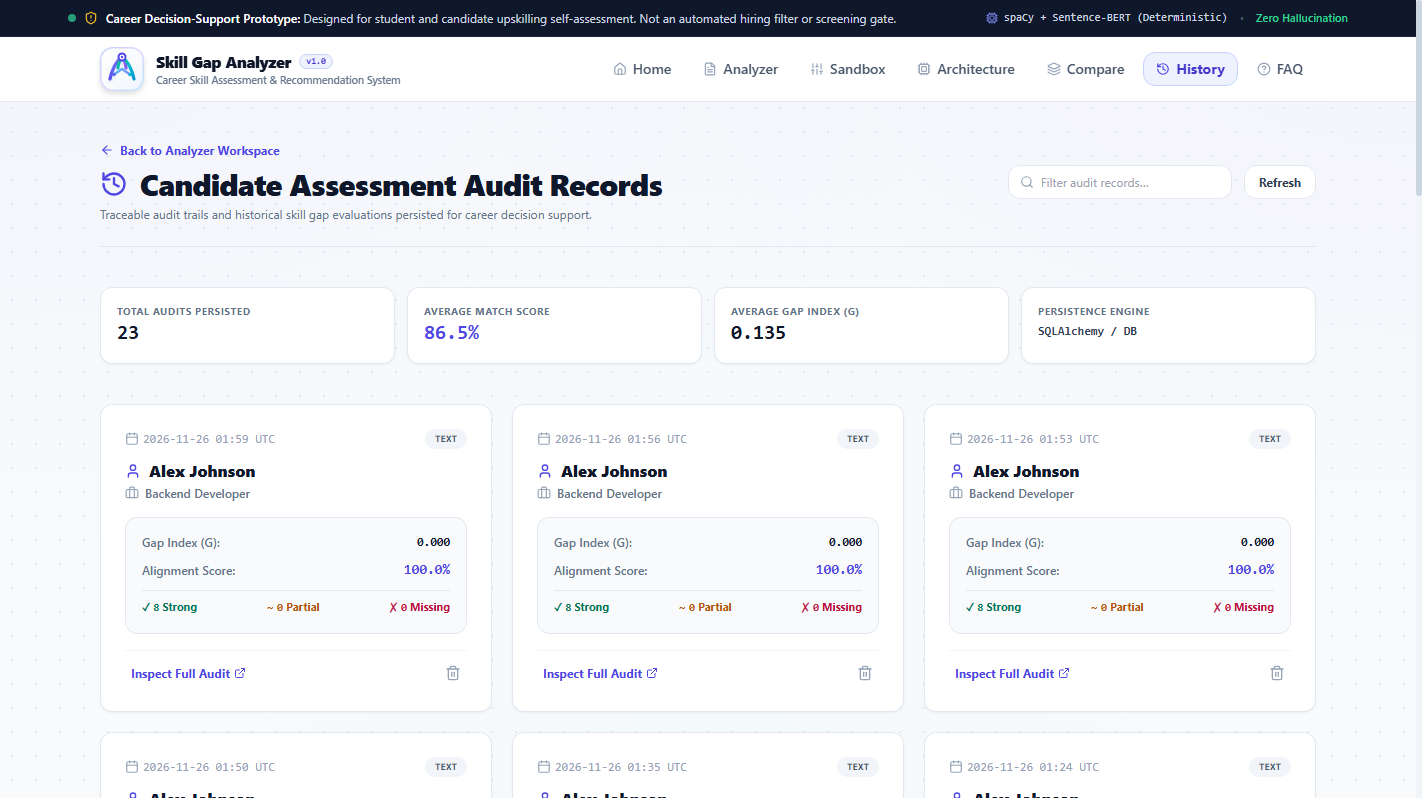 Career Decision-Support Prototype: Designed for student and candidate upskilling self-assessment. Not an automated hiring filter or screening gate.
spaCy + Sentence-BERT (Deterministic) • Zero Hallucination
Skill Gap Analyzer v1.0
Career Skill Assessment & Recommendation System
Home Analyzer Sandbox Architecture Compare History FAQ
← Back to Analyzer Workspace
Candidate Assessment Audit Records
Traceable audit trails and historical skill gap evaluations persisted for career decision support.
Filter audit records...
Refresh
TOTAL AUDITS PERSISTED
23
AVERAGE MATCH SCORE
86.5%
AVERAGE GAP INDEX (G)
0.135
PERSISTENCE ENGINE
SQLAlchemy / DB
2026-11-26 01:59 UTC TEXT
Alex Johnson
Backend Developer
Gap Index (G): 0.000
Alignment Score: 100.0%
✓ 8 Strong ~ 0 Partial ✗ 0 Missing
Inspect Full Audit
2026-11-26 01:56 UTC TEXT
Alex Johnson
Backend Developer
Gap Index (G): 0.000
Alignment Score: 100.0%
✓ 8 Strong ~ 0 Partial ✗ 0 Missing
Inspect Full Audit
2026-11-26 01:53 UTC TEXT
Alex Johnson
Backend Developer
Gap Index (G): 0.000
Alignment Score: 100.0%
✓ 8 Strong ~ 0 Partial ✗ 0 Missing
Inspect Full Audit
2026-11-26 01:50 UTC TEXT
Alex Johnson
2026-11-26 01:35 UTC TEXT
Alex Johnson
2026-11-26 01:24 UTC TEXT
Alex Johnson